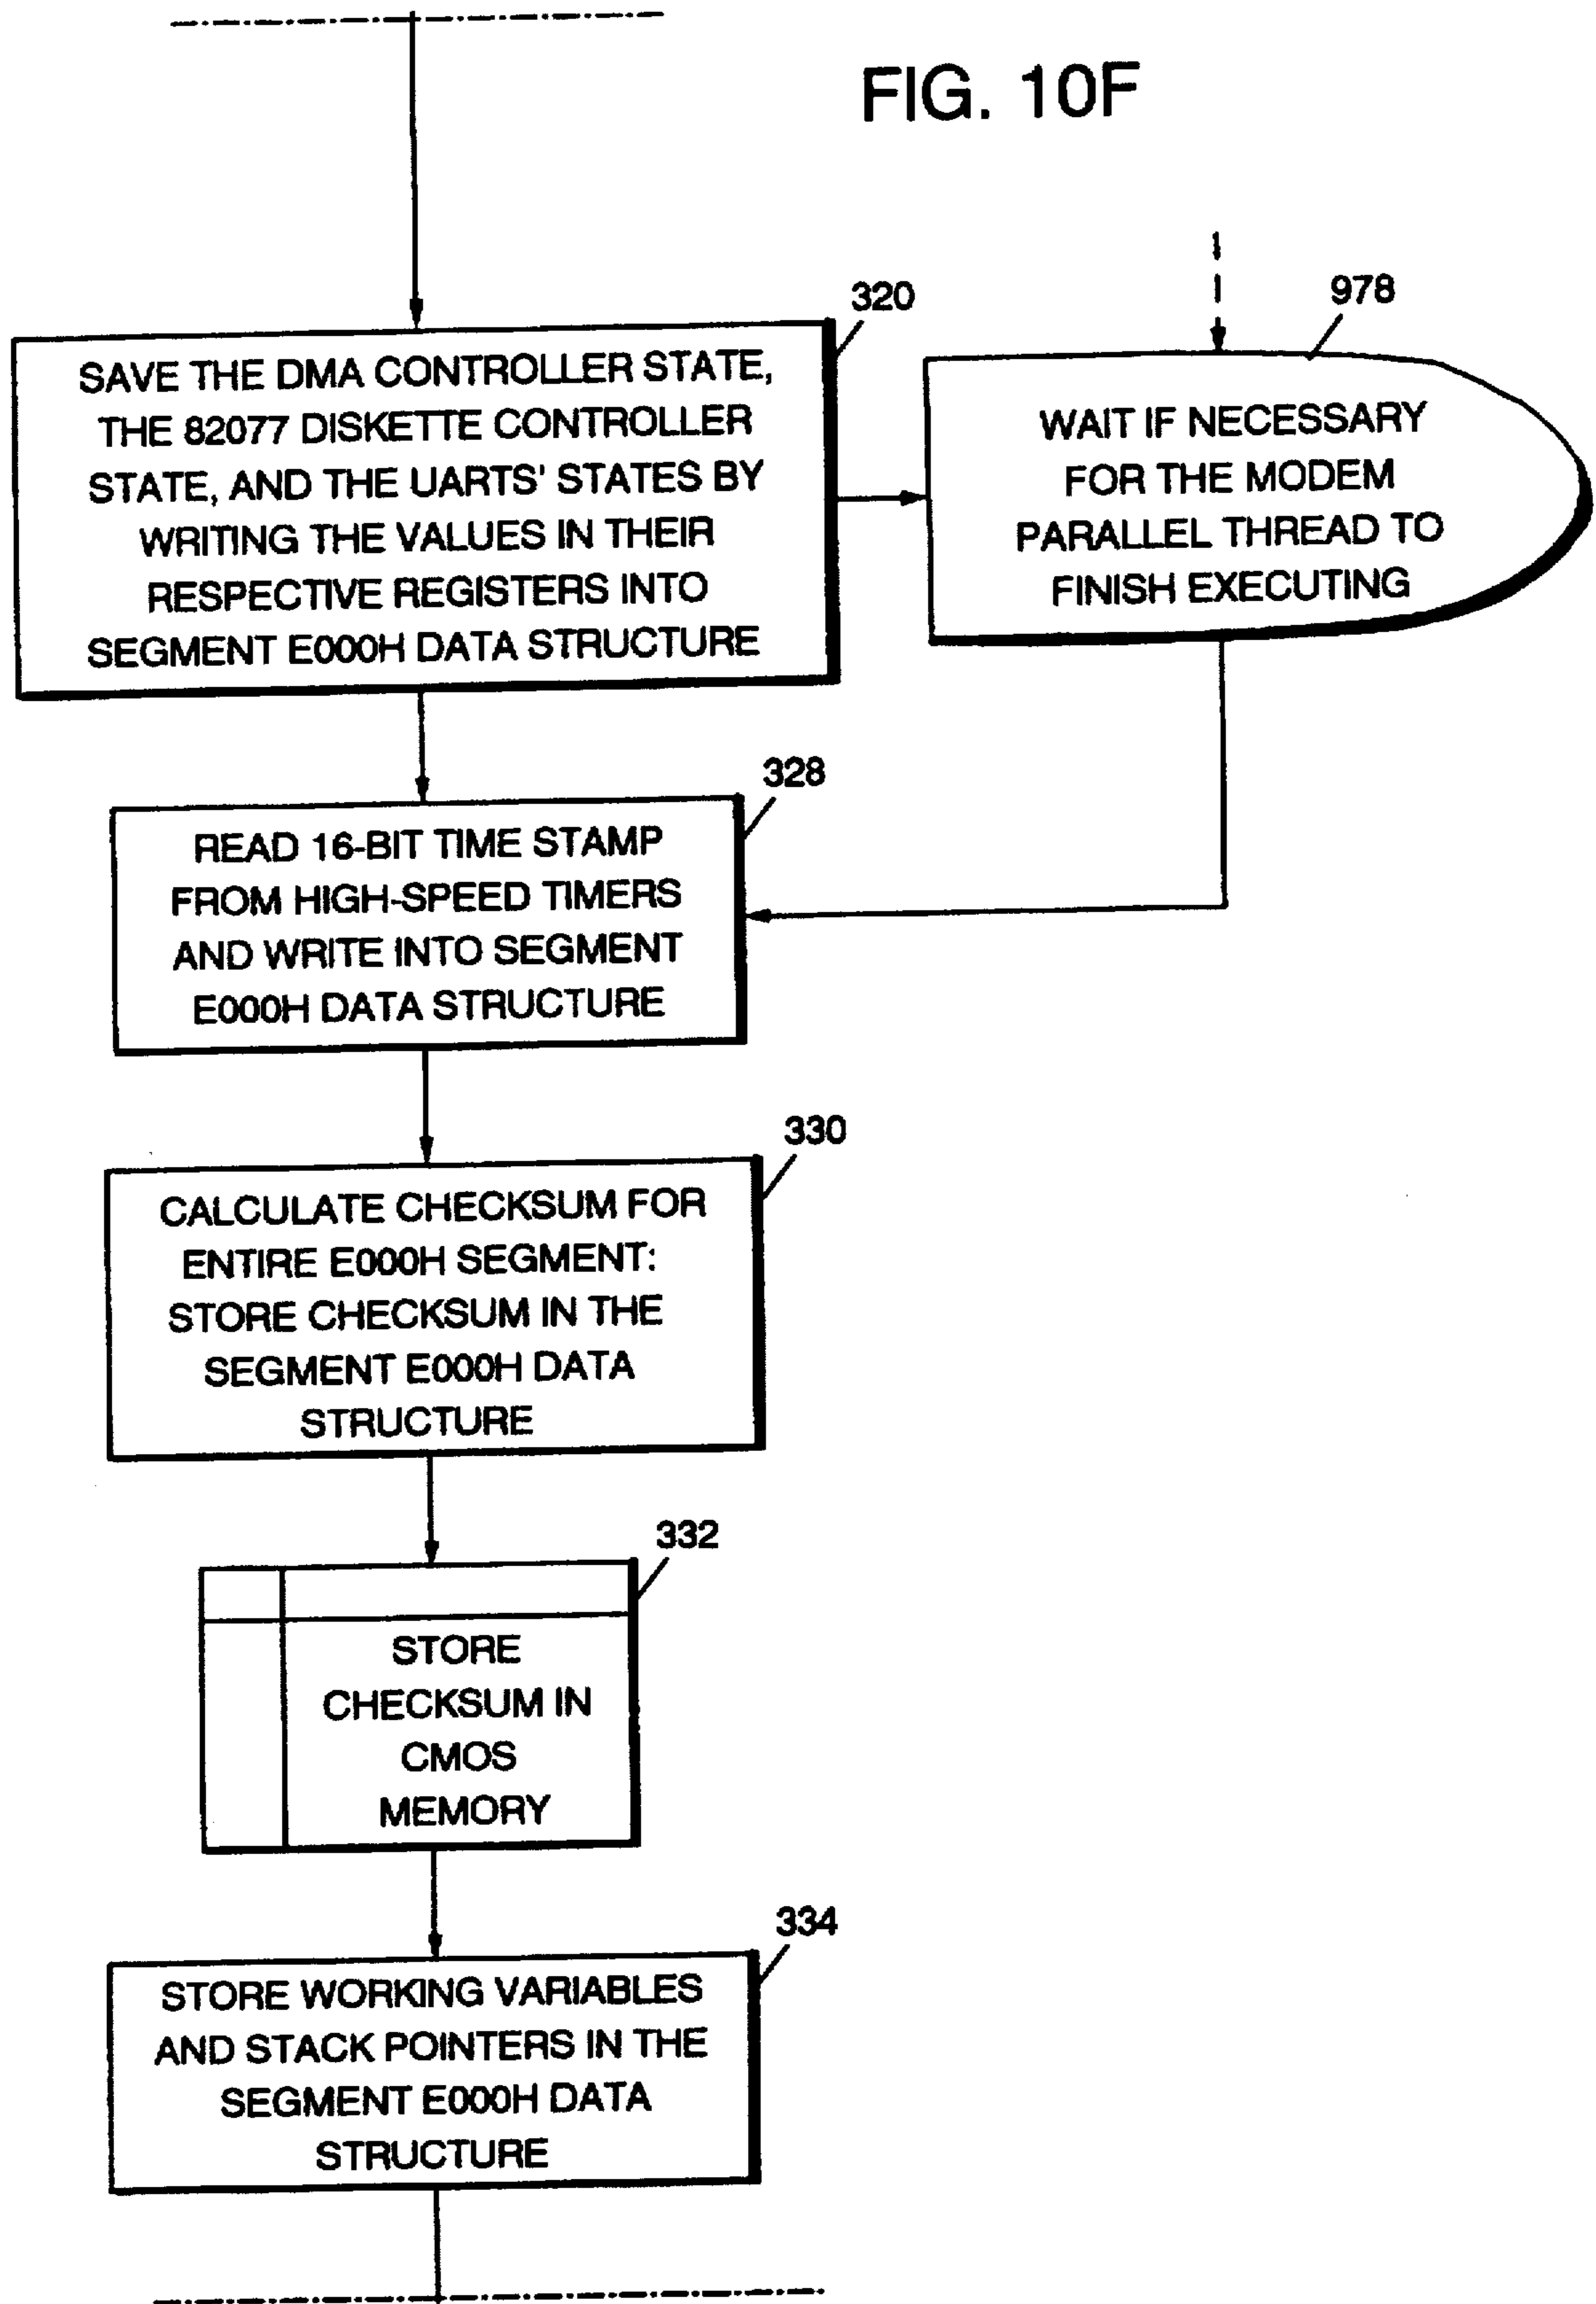 FIG. 10F
320
SAVE THE DMA CONTROLLER STATE,
THE 82077 DISKETTE CONTROLLER
STATE, AND THE UARTS' STATES BY
WRITING THE VALUES IN THEIR
RESPECTIVE REGISTERS INTO
SEGMENT E000H DATA STRUCTURE
978
WAIT IF NECESSARY
FOR THE MODEM
PARALLEL THREAD TO
FINISH EXECUTING
328
READ 16-BIT TIME STAMP
FROM HIGH-SPEED TIMERS
AND WRITE INTO SEGMENT
E000H DATA STRUCTURE
330
CALCULATE CHECKSUM FOR
ENTIRE E000H SEGMENT:
STORE CHECKSUM IN THE
SEGMENT E000H DATA
STRUCTURE
332
STORE
CHECKSUM IN
CMOS
MEMORY
334
STORE WORKING VARIABLES
AND STACK POINTERS IN THE
SEGMENT E000H DATA
STRUCTURE